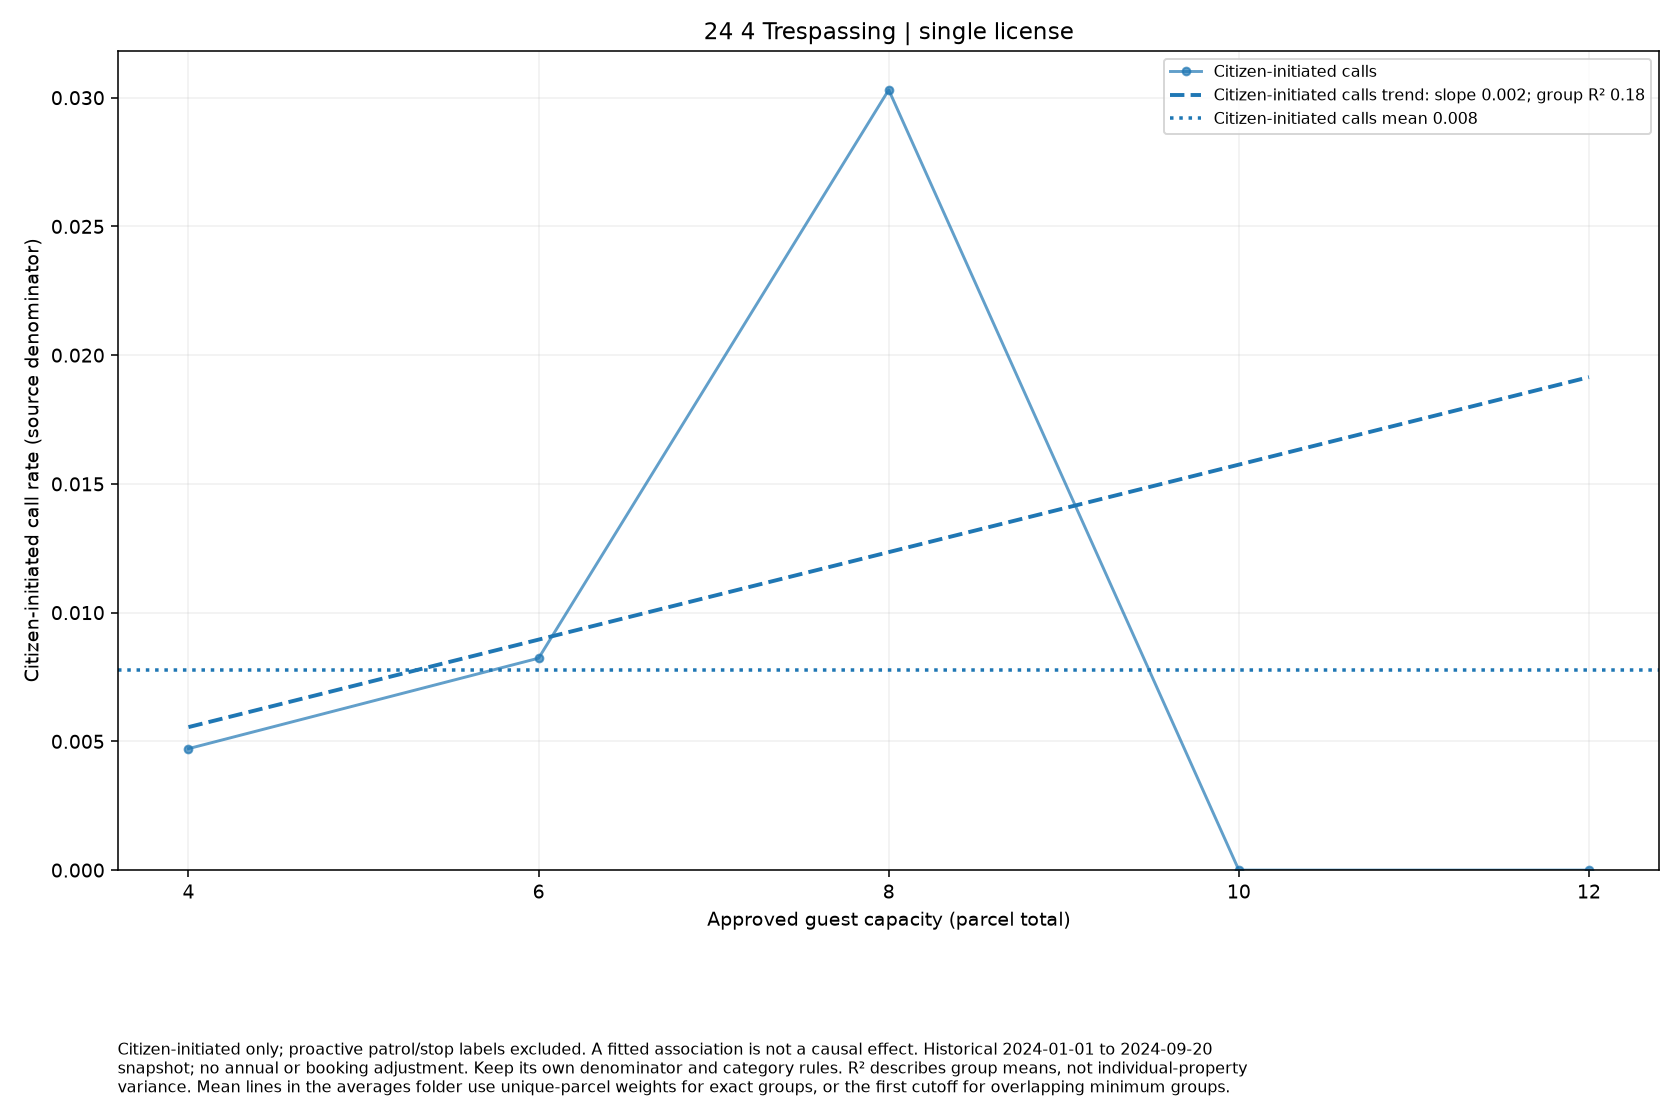 24 4 Trespassing | single license
Citizen-initiated calls
Citizen-initiated calls trend: slope 0.002; group R² 0.18
Citizen-initiated calls mean 0.008
Citizen-initiated call rate (source denominator)
0.030
0.025
0.020
0.015
0.010
0.005
0.000
4 6 8 10 12
Approved guest capacity (parcel total)
Citizen-initiated only; proactive patrol/stop labels excluded. A fitted association is not a causal effect. Historical 2024-01-01 to 2024-09-20
snapshot; no annual or booking adjustment. Keep its own denominator and category rules. R² describes group means, not individual-property
variance. Mean lines in the averages folder use unique-parcel weights for exact groups, or the first cutoff for overlapping minimum groups.